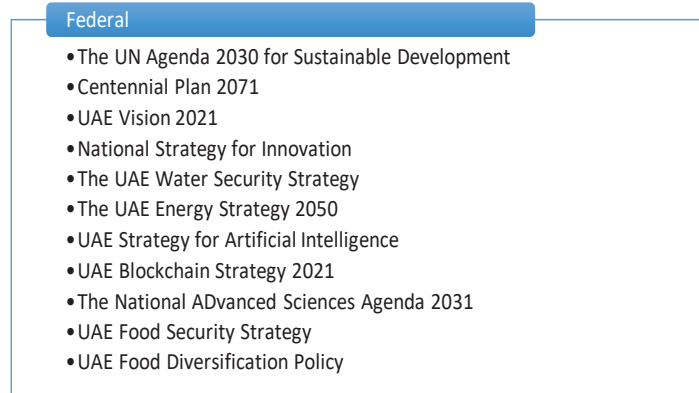 Federal
•The UN Agenda 2030 for Sustainable Development
•Centennial Plan 2071
•UAE Vision 2021
•National Strategy for Innovation
•The UAE Water Security Strategy
•The UAE Energy Strategy 2050
•UAE Strategy for Artificial Intelligence
•UAE Blockchain Strategy 2021
•The National ADvanced Sciences Agenda 2031
•UAE Food Security Strategy
•UAE Food Diversification Policy